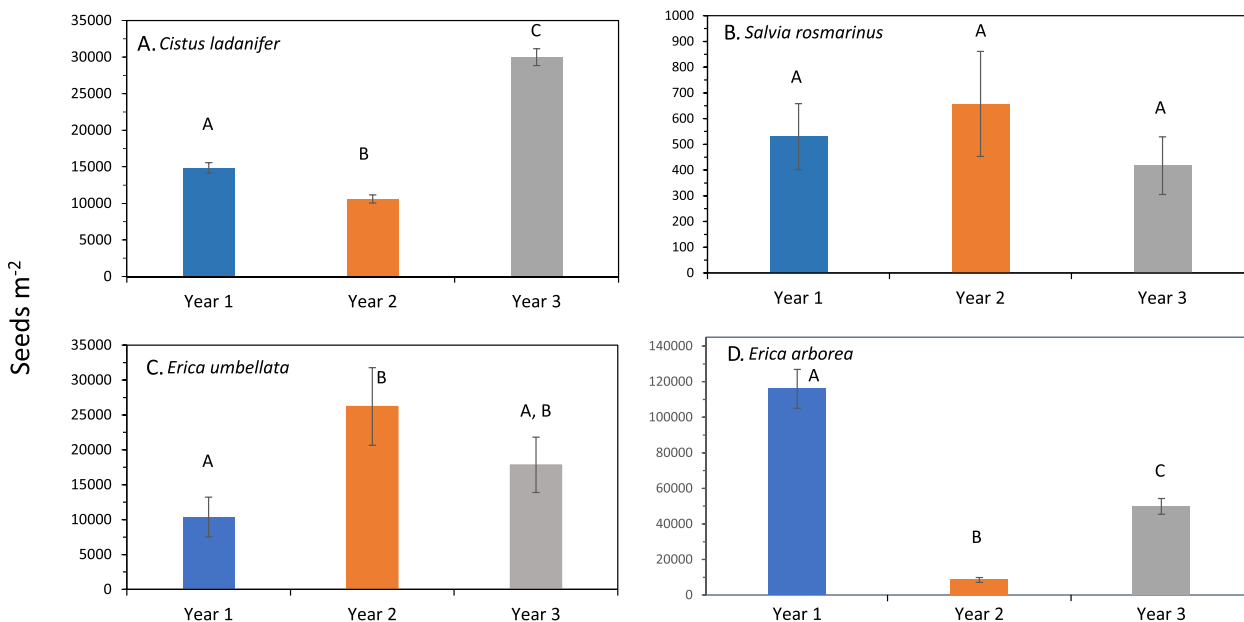 Seeds m⁻²
A. Cistus ladanifer
35000
30000
25000
20000
15000
10000
5000
0
A
B
C
Year 1 Year 2 Year 3
B. Salvia rosmarinus
1000
900
800
700
600
500
400
300
200
100
0
A
A
A
Year 1 Year 2 Year 3
C. Erica umbellata
35000
30000
25000
20000
15000
10000
5000
0
A
B
A, B
Year 1 Year 2 Year 3
D. Erica arborea
140000
120000
100000
80000
60000
40000
20000
0
A
B
C
Year 1 Year 2 Year 3